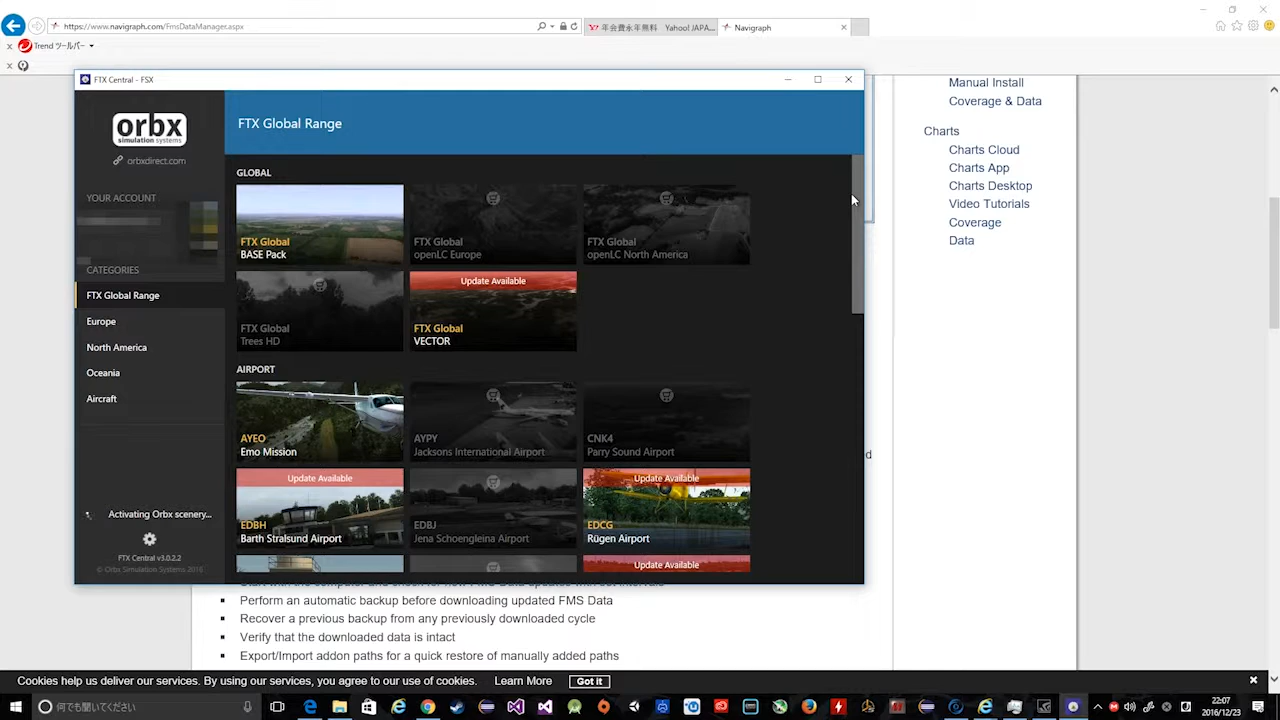 https://www.navigraph.com/FmsDataManager.aspx
年会費永年無料 Yahoo! JAPA...
Navigraph
Trend ツールバー
FTX Central - FSX
orbx
simulation systems
orbxdirect.com
YOUR ACCOUNT
CATEGORIES
FTX Global Range
Europe
North America
Oceania
Aircraft
Activating Orbx scenery...
FTX Central v3.0.2.2
© Orbx Simulation Systems 2016
FTX Global Range
GLOBAL
FTX Global
BASE Pack
FTX Global
openLC Europe
FTX Global
openLC North America
FTX Global
Trees HD
Update Available
FTX Global
VECTOR
AIRPORT
AYEO
Emo Mission
AYPY
Jacksons International Airport
CNK4
Parry Sound Airport
Update Available
EDBH
Barth Stralsund Airport
EDBJ
Jena Schoengleina Airport
Update Available
EDCG
Rügen Airport
Update Available
Manual Install
Coverage & Data
Charts
Charts Cloud
Charts App
Charts Desktop
Video Tutorials
Coverage
Data
Perform an automatic backup before downloading updated FMS Data
Recover a previous backup from any previously downloaded cycle
Verify that the downloaded data is intact
Export/Import addon paths for a quick restore of manually added paths
Cookies help us deliver our services. By using our services, you agree to our use of cookies. Learn More Got it
何でも聞いてください
22:07
2016/12/23